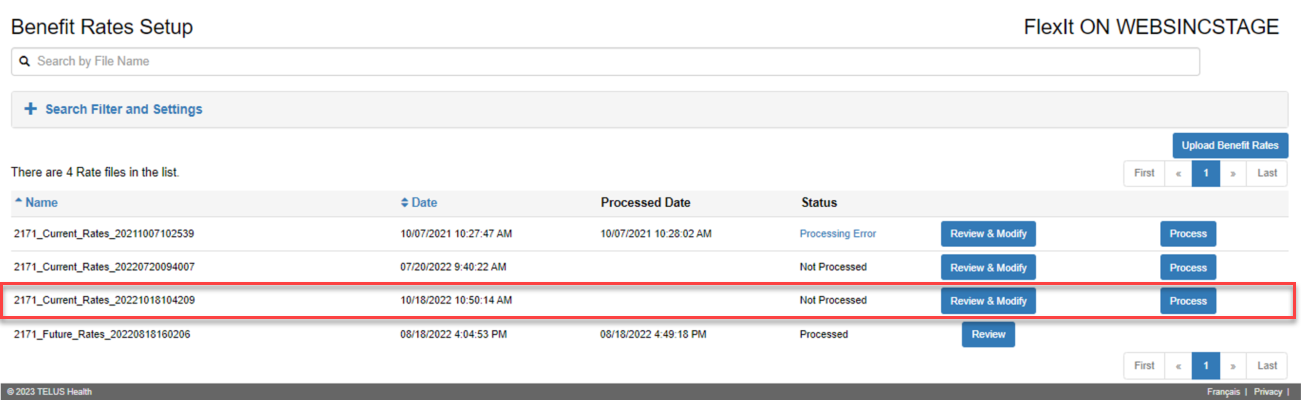 Benefit Rates Setup FlexIt ON WEBSINCSTAGE
Search by File Name
+ Search Filter and Settings
Upload Benefit Rates
There are 4 Rate files in the list. First « 1 » Last
Name Date Processed Date Status
2171_Current_Rates_20211007102539 10/07/2021 10:27:47 AM 10/07/2021 10:28:02 AM Processing Error Review & Modify Process
2171_Current_Rates_20220720094007 07/20/2022 9:40:22 AM Not Processed Review & Modify Process
2171_Current_Rates_20221018104209 10/18/2022 10:50:14 AM Not Processed Review & Modify Process
2171_Future_Rates_20220818160206 08/18/2022 4:04:53 PM 08/18/2022 4:49:18 PM Processed Review
First « 1 » Last
© 2023 TELUS Health Français | Privacy |